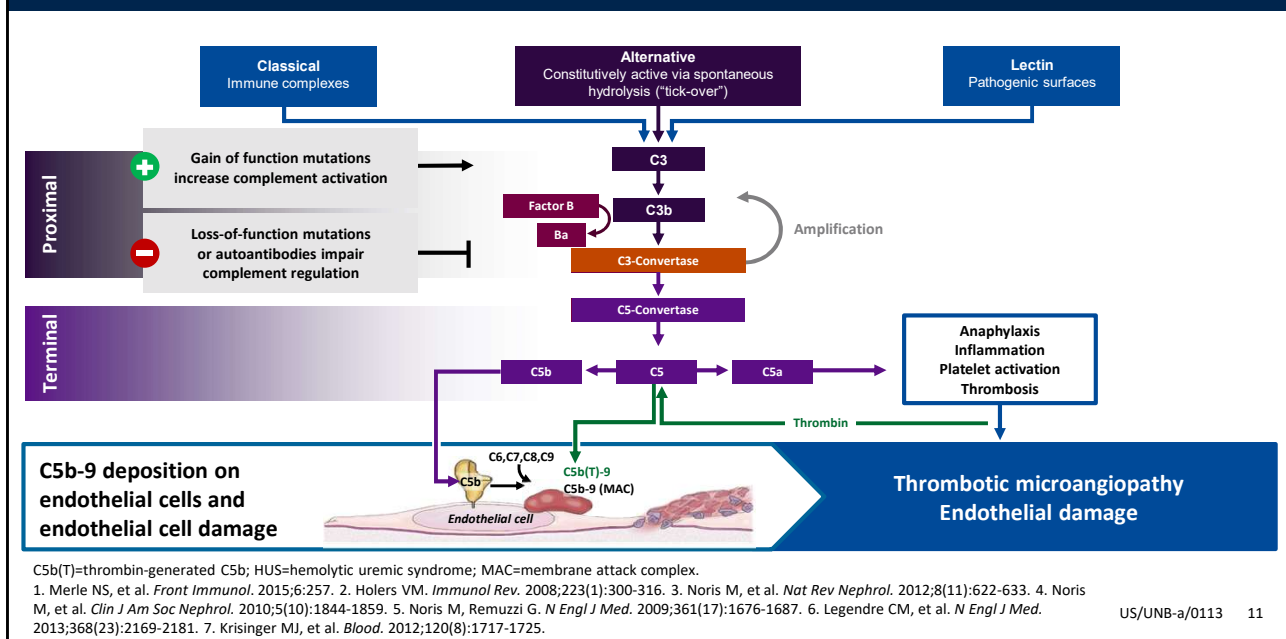 Classical
Immune complexes
Alternative
Constitutively active via spontaneous
hydrolysis (“tick-over”)
Lectin
Pathogenic surfaces
Proximal
Gain of function mutations
increase complement activation
Loss-of-function mutations
or autoantibodies impair
complement regulation
C3
Factor B
C3b
Ba
Amplification
C3-Convertase
Terminal
C5-Convertase
C5b
C5
C5a
Anaphylaxis
Inflammation
Platelet activation
Thrombosis
Thrombin
C5b-9 deposition on
endothelial cells and
endothelial cell damage
C6,C7,C8,C9
C5b
C5b(T)-9
C5b-9 (MAC)
Endothelial cell
Thrombotic microangiopathy
Endothelial damage
C5b(T)=thrombin-generated C5b; HUS=hemolytic uremic syndrome; MAC=membrane attack complex.
1. Merle NS, et al. Front Immunol. 2015;6:257. 2. Holers VM. Immunol Rev. 2008;223(1):300-316. 3. Noris M, et al. Nat Rev Nephrol. 2012;8(11):622-633. 4. Noris
M, et al. Clin J Am Soc Nephrol. 2010;5(10):1844-1859. 5. Noris M, Remuzzi G. N Engl J Med. 2009;361(17):1676-1687. 6. Legendre CM, et al. N Engl J Med.
2013;368(23):2169-2181. 7. Krisinger MJ, et al. Blood. 2012;120(8):1717-1725.
US/UNB-a/0113 11